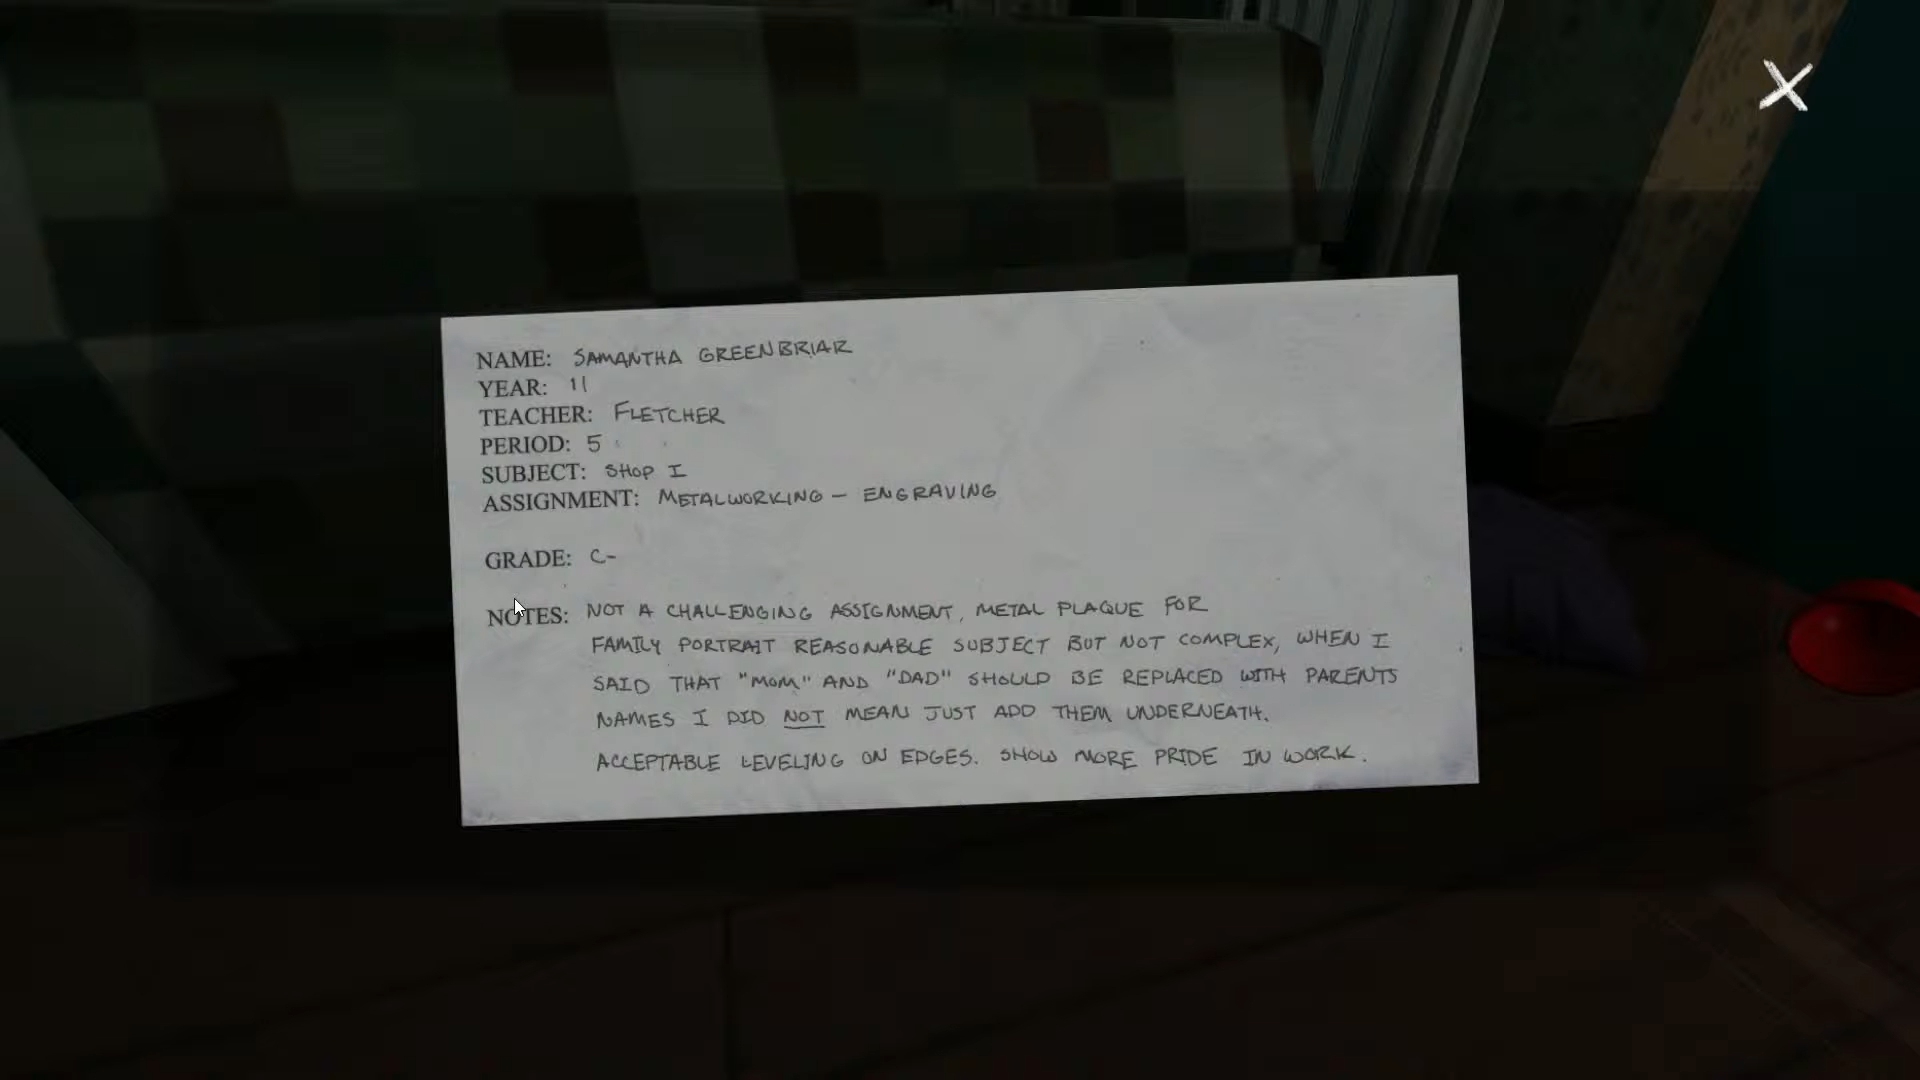 NAME: SAMANTHA GREENBRIAR
YEAR: 11
TEACHER: FLETCHER
PERIOD: 5
SUBJECT: SHOP I
ASSIGNMENT: METALWORKING - ENGRAVING
GRADE: C-
NOTES: NOT A CHALLENGING ASSIGNMENT, METAL PLAQUE FOR
FAMILY PORTRAIT REASONABLE SUBJECT BUT NOT COMPLEX, WHEN I
SAID THAT "MOM" AND "DAD" SHOULD BE REPLACED WITH PARENTS
NAMES I DID NOT MEAN JUST ADD THEM UNDERNEATH.
ACCEPTABLE LEVELING ON EDGES. SHOW MORE PRIDE IN WORK.